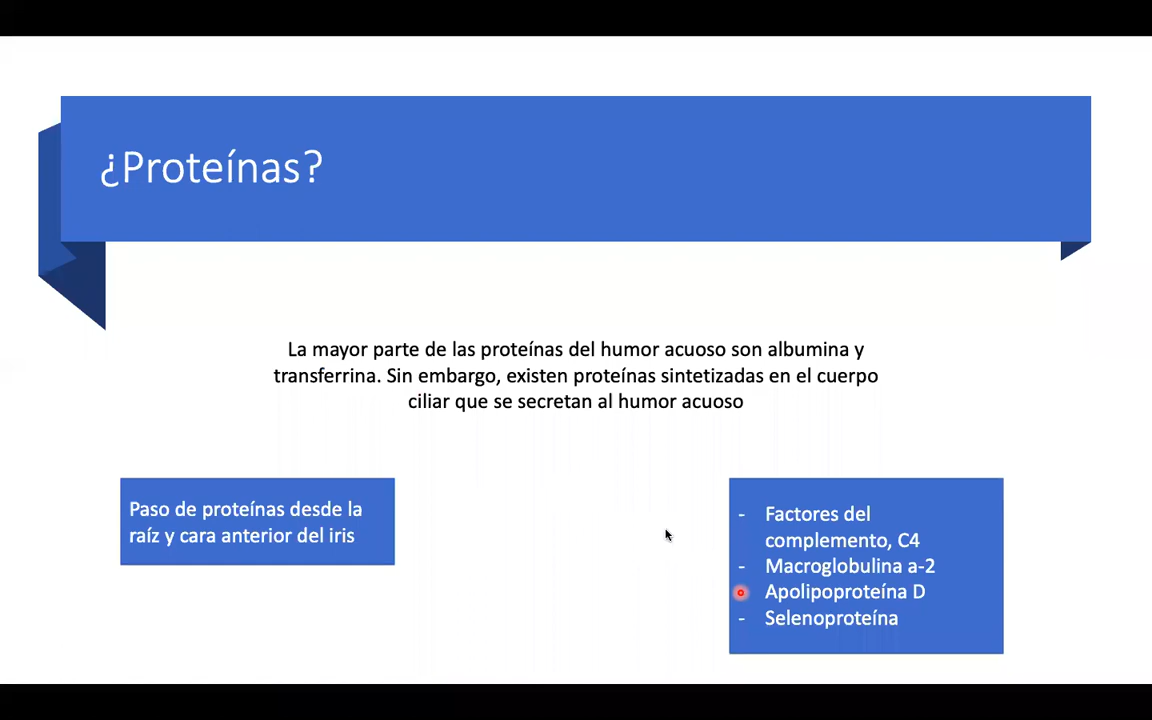 ¿Proteínas?
La mayor parte de las proteínas del humor acuoso son albumina y
transferrina. Sin embargo, existen proteínas sintetizadas en el cuerpo
ciliar que se secretan al humor acuoso
Paso de proteínas desde la
raíz y cara anterior del iris
- Factores del
complemento, C4
- Macroglobulina a-2
Apolipoproteína D
- Selenoproteína